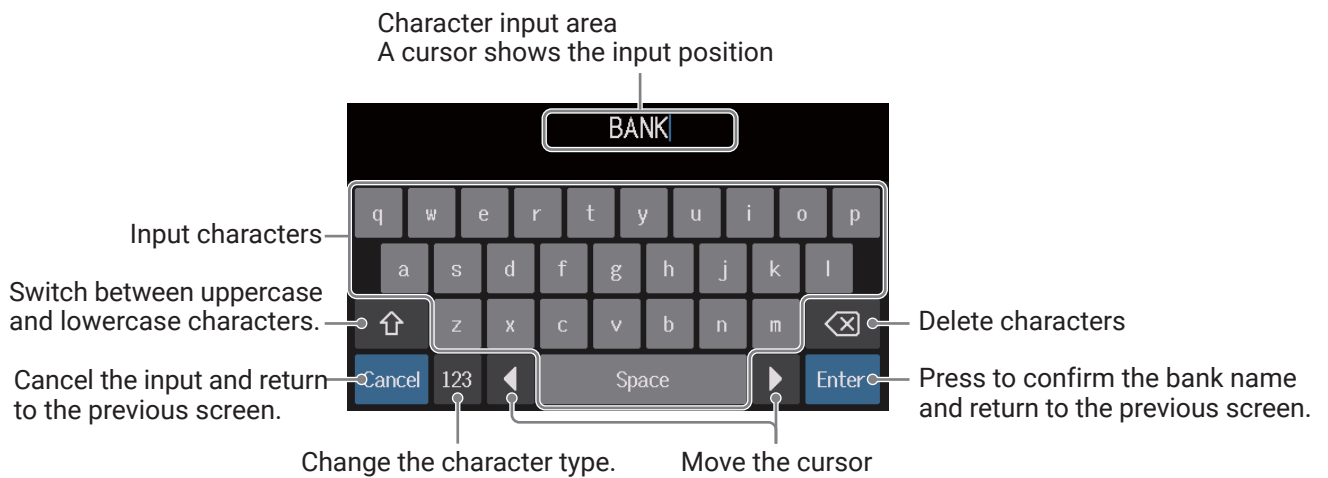 Character input area
A cursor shows the input position
BANK
q w e r t y u i o p
Input characters
a s d f g h j k l
Switch between uppercase
and lowercase characters.
z x c v b n m
Delete characters
Cancel the input and return
to the previous screen.
Cancel 123 Space Enter
Press to confirm the bank name
and return to the previous screen.
Change the character type.
Move the cursor